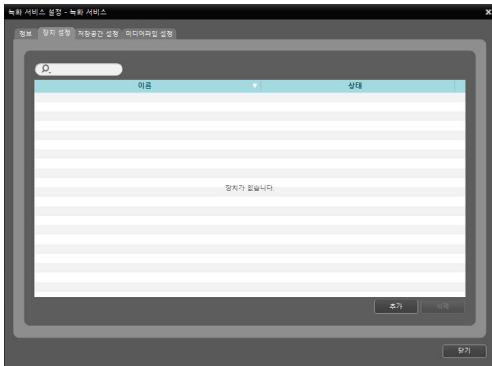 녹화 서비스 설정 - 녹화 서비스
정보 장치 설정 저장공간 설정 미디어파일 설정
이름 상태
장치가 없습니다.
추가 삭제
닫기